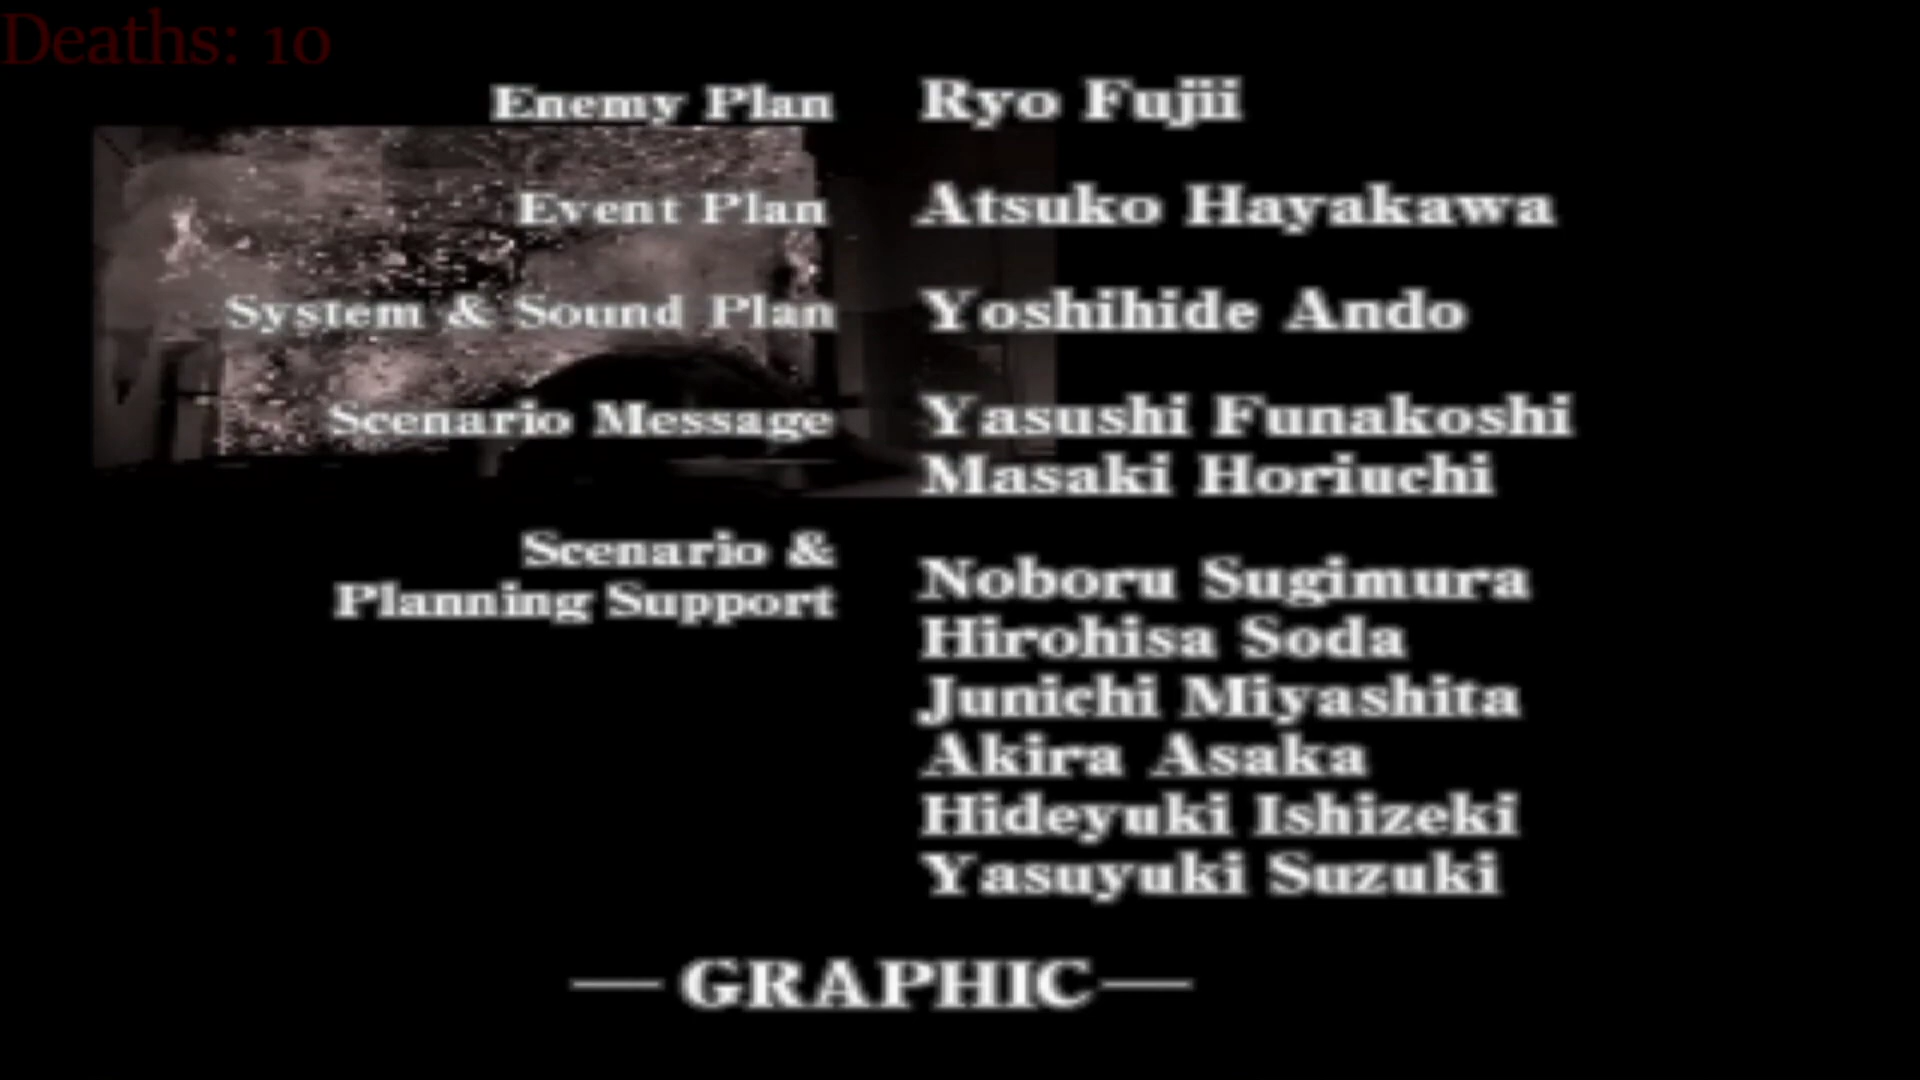 Deaths: 10
Enemy Plan Ryo Fujii
Event Plan Atsuko Hayakawa
System & Sound Plan Yoshihide Ando
Scenario Message Yasushi Funakoshi
Masaki Horiuchi
Scenario &
Planning Support Noboru Sugimura
Hirohisa Soda
Junichi Miyashita
Akira Asaka
Hideyuki Ishizeki
Yasuyuki Suzuki
— GRAPHIC —